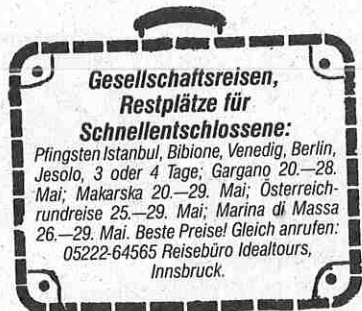 Gesellschaftsreisen,
Restplätze für
Schnellentschlossene:
Pfingsten Istanbul, Bibione, Venedig, Berlin,
Jesolo, 3 oder 4 Tage; Gargano 20.—28.
Mai; Makarska 20.—29. Mai; Österreich-
rundreise 25.—29. Mai; Marina di Massa
26.—29. Mai. Beste Preise! Gleich anrufen:
05222-64565 Reisebüro Idealtours,
Innsbruck.